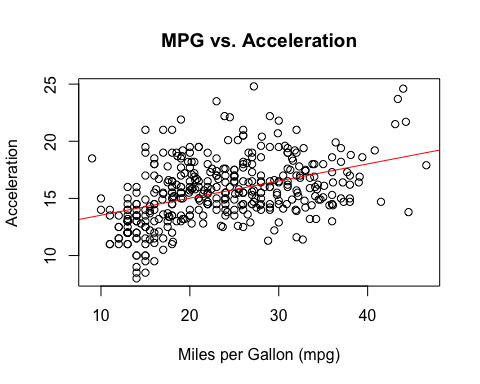 MPG vs. Acceleration
25
20
15
10
Acceleration
10 20 30 40
Miles per Gallon (mpg)